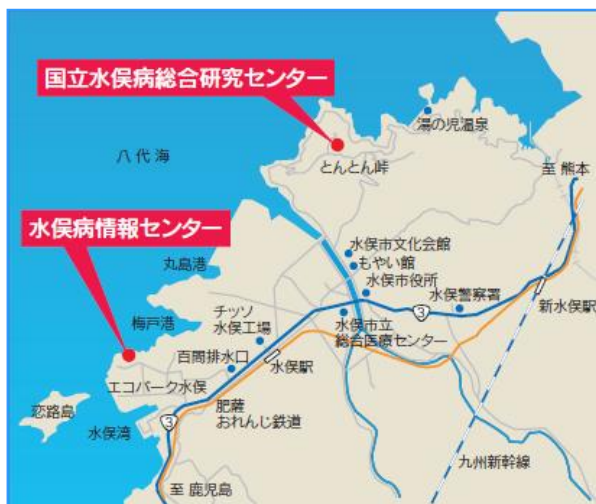 国立水俣病総合研究センター
湯の児温泉
とんとん峠
八代海
至 熊本
水俣病情報センター
丸島港
水俣市文化会館
もやい館
水俣市役所
水俣警察署
新水俣駅
3
梅戸港
チッソ
水俣工場
水俣市立
総合医療センター
百間排水口
水俣駅
エコパーク水俣
恋路島
水俣湾
3
肥薩
おれんじ鉄道
九州新幹線
至 鹿児島